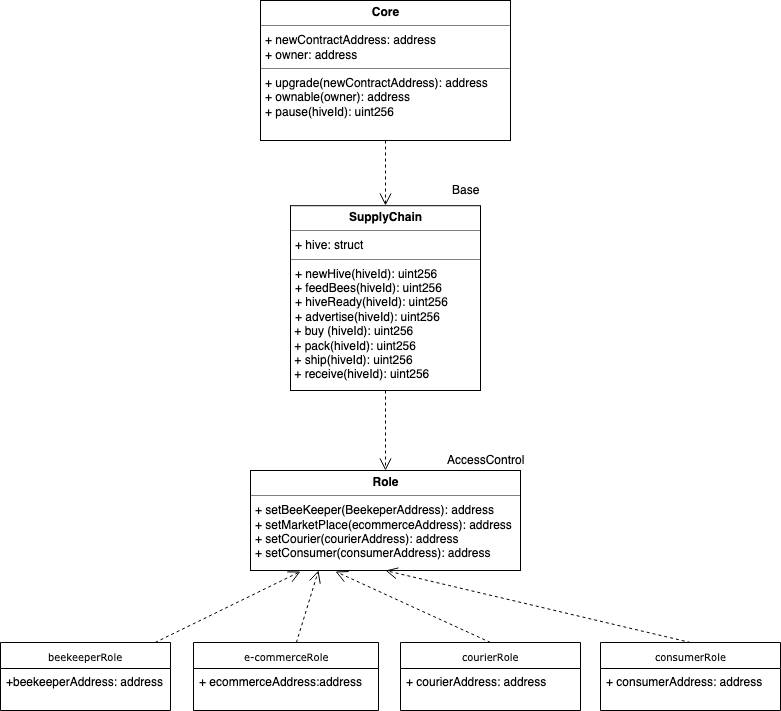 Core
+ newContractAddress: address
+ owner: address
+ upgrade(newContractAddress): address
+ ownable(owner): address
+ pause(hiveId): uint256
Base
SupplyChain
+ hive: struct
+ newHive(hiveId): uint256
+ feedBees(hiveId): uint256
+ hiveReady(hiveId): uint256
+ advertise(hiveId): uint256
+ buy (hiveId): uint256
+ pack(hiveId): uint256
+ ship(hiveId): uint256
+ receive(hiveId): uint256
AccessControl
Role
+ setBeeKeeper(BeekeperAddress): address
+ setMarketPlace(ecommerceAddress): address
+ setCourier(courierAddress): address
+ setConsumer(consumerAddress): address
beekeeperRole
+beekeeperAddress: address
e-commerceRole
+ ecommerceAddress:address
courierRole
+ courierAddress: address
consumerRole
+ consumerAddress: address